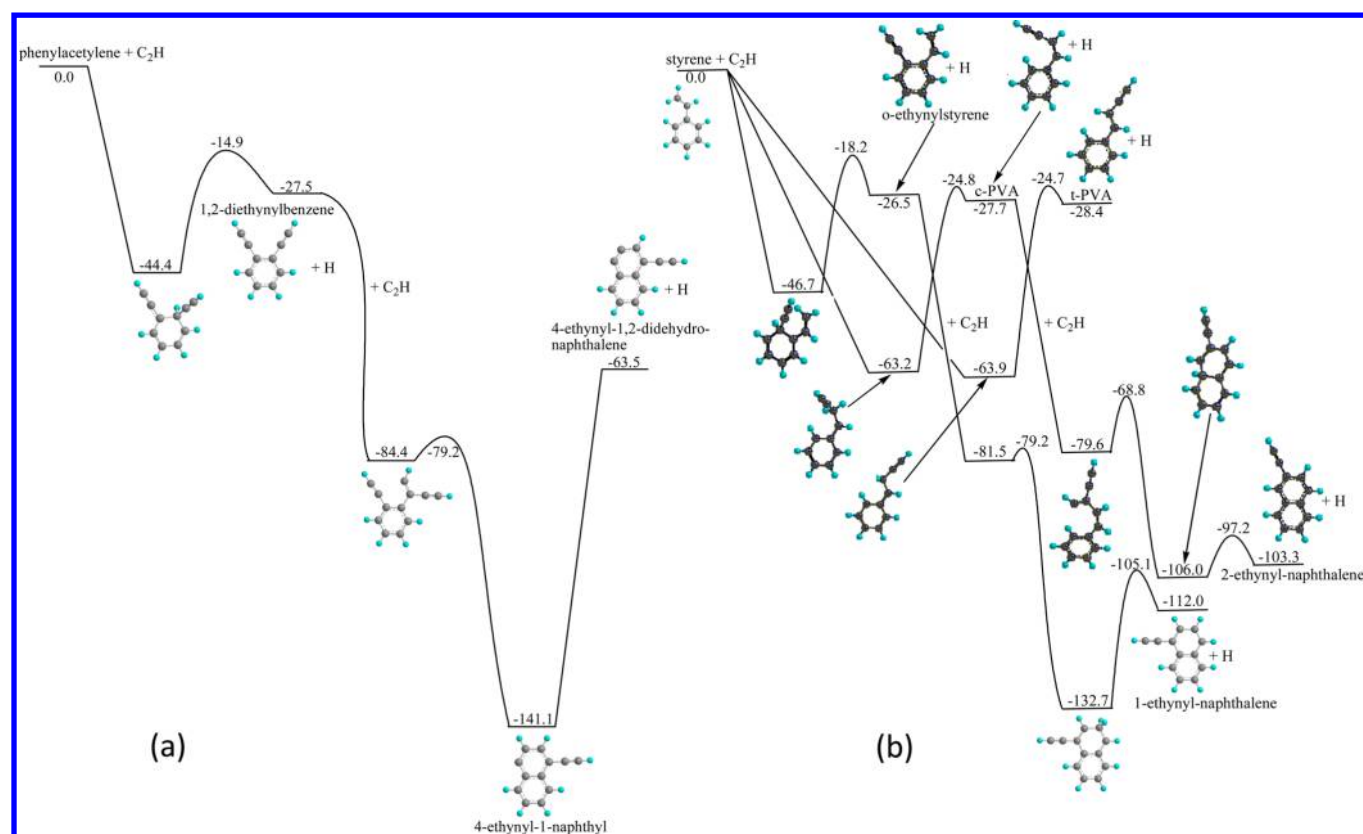 phenylacetylene + C₂H
0.0
-14.9
-27.5
1,2-diethynylbenzene
-44.4
+ H
+ C₂H
4-ethynyl-1,2-didehydro-
naphthalene
+ H
-63.5
-84.4
-79.2
-141.1
4-ethynyl-1-naphthyl
(a)
styrene + C₂H
0.0
+ H
o-ethynylstyrene
+ H
+ H
-18.2
-26.5
-24.8
c-PVA
-27.7
-24.7
t-PVA
-28.4
-46.7
+ C₂H
+ C₂H
-63.2
-63.9
-68.8
-81.5
-79.2
-79.6
+ H
-97.2
-106.0
-103.3
2-ethynyl-naphthalene
-105.1
-112.0
+ H
1-ethynyl-naphthalene
-132.7
(b)